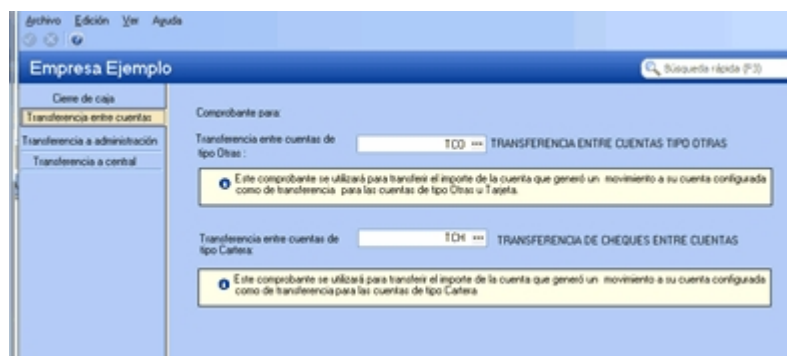 Archivo Edición Ver Ayuda
Empresa Ejemplo
Búsqueda rápida (F3)
Cierre de caja
Transferencia entre cuentas
Transferencia a administración
Transferencia a central
Comprobante para:
Transferencia entre cuentas de
tipo Otras :
TCO ... TRANSFERENCIA ENTRE CUENTAS TIPO OTRAS
Este comprobante se utilizará para transferir el importe de la cuenta que generó un movimiento a su cuenta configurada
como de transferencia para las cuentas de tipo Otras u Tarjeta.
Transferencia entre cuentas de
tipo Cartera:
TCH ... TRANSFERENCIA DE CHEQUES ENTRE CUENTAS
Este comprobante se utilizará para transferir el importe de la cuenta que generó un movimiento a su cuenta configurada
como de transferencia para las cuentas de tipo Cartera